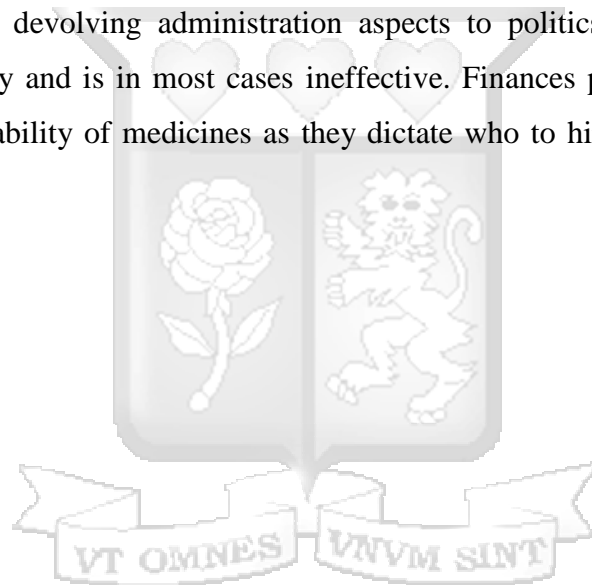 devolving administration aspects to politics
y and is in most cases ineffective. Finances p
ability of medicines as they dictate who to hi
VT OMNES VNVM SINT